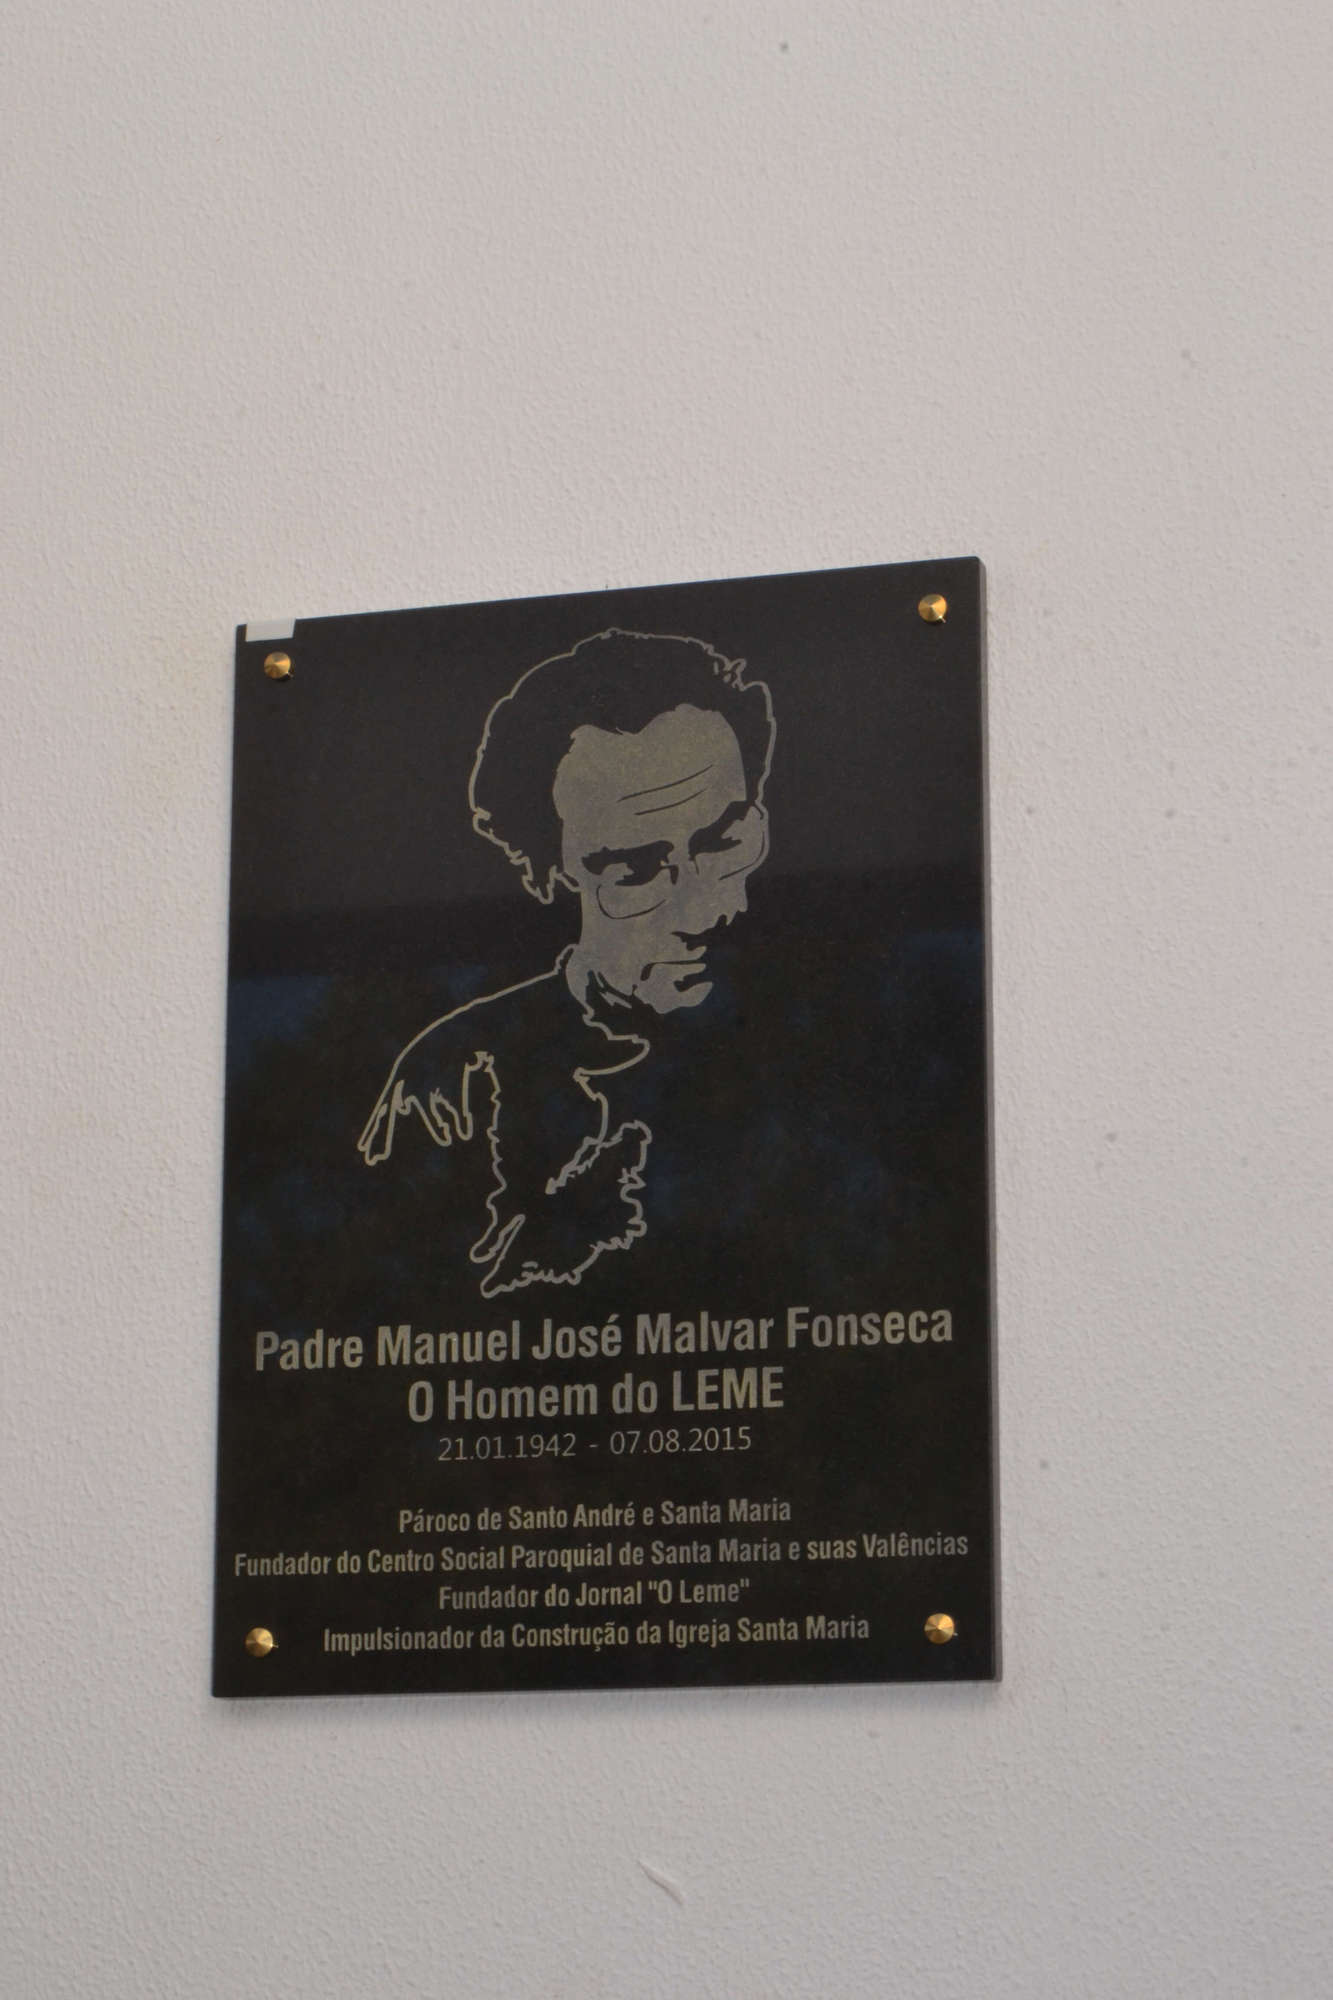 Padre Manuel José Malvar Fonseca
O Homem do LEME
21.01.1942 - 07.08.2015
Pároco de Santo André e Santa Maria
Fundador do Centro Social Paroquial de Santa Maria e suas Valências
Fundador do Jornal "O Leme"
Impulsionador da Construção da Igreja Santa Maria